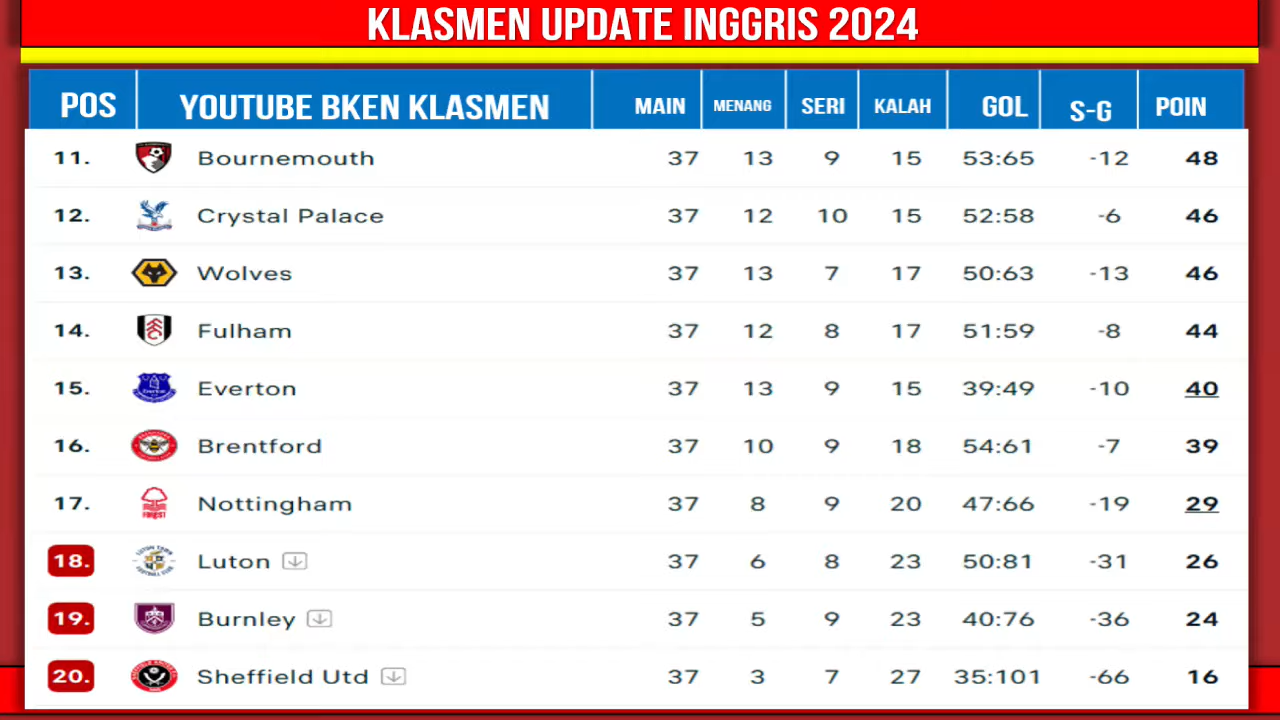 KLASMEN UPDATE INGGRIS 2024
POS YOUTUBE BKEN KLASMEN MAIN MENANG SERI KALAH GOL S-G POIN
11. Bournemouth 37 13 9 15 53:65 -12 48
12. Crystal Palace 37 12 10 15 52:58 -6 46
13. Wolves 37 13 7 17 50:63 -13 46
14. Fulham 37 12 8 17 51:59 -8 44
15. Everton 37 13 9 15 39:49 -10 40
16. Brentford 37 10 9 18 54:61 -7 39
17. FOREST Nottingham 37 8 9 20 47:66 -19 29
18. Luton 37 6 8 23 50:81 -31 26
19. Burnley 37 5 9 23 40:76 -36 24
20. Sheffield Utd 37 3 7 27 35:101 -66 16